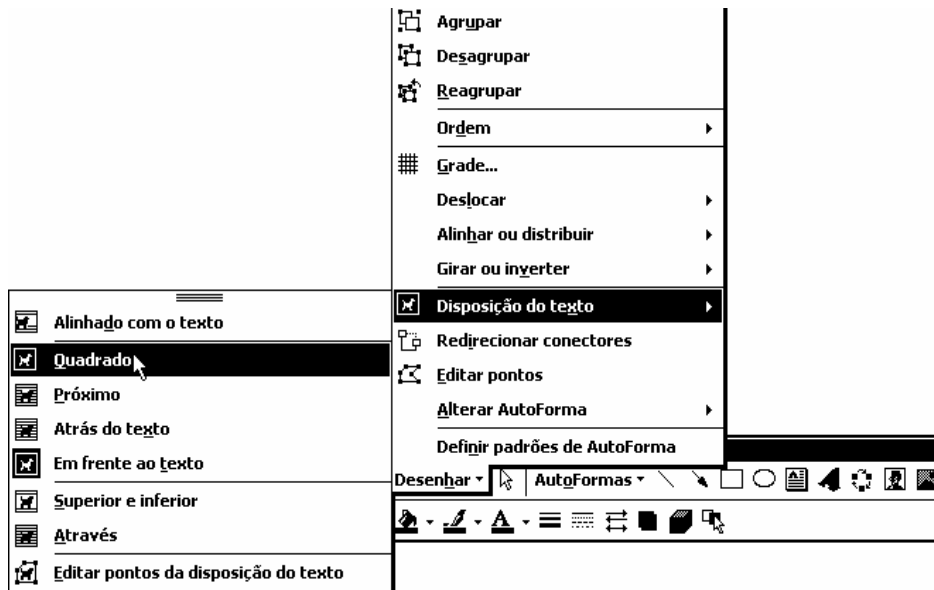 Agrupar
Desagrupar
Reagrupar
Ordem
Grade...
Deslocar
Alinhar ou distribuir
Girar ou inverter
Disposição do texto
Redirecionar conectores
Editar pontos
Alterar AutoForma
Definir padrões de AutoForma
Alinhado com o texto
Quadrado
Próximo
Atrás do texto
Em frente ao texto
Superior e inferior
Através
Editar pontos da disposição do texto
Desenhar AutoFormas
A